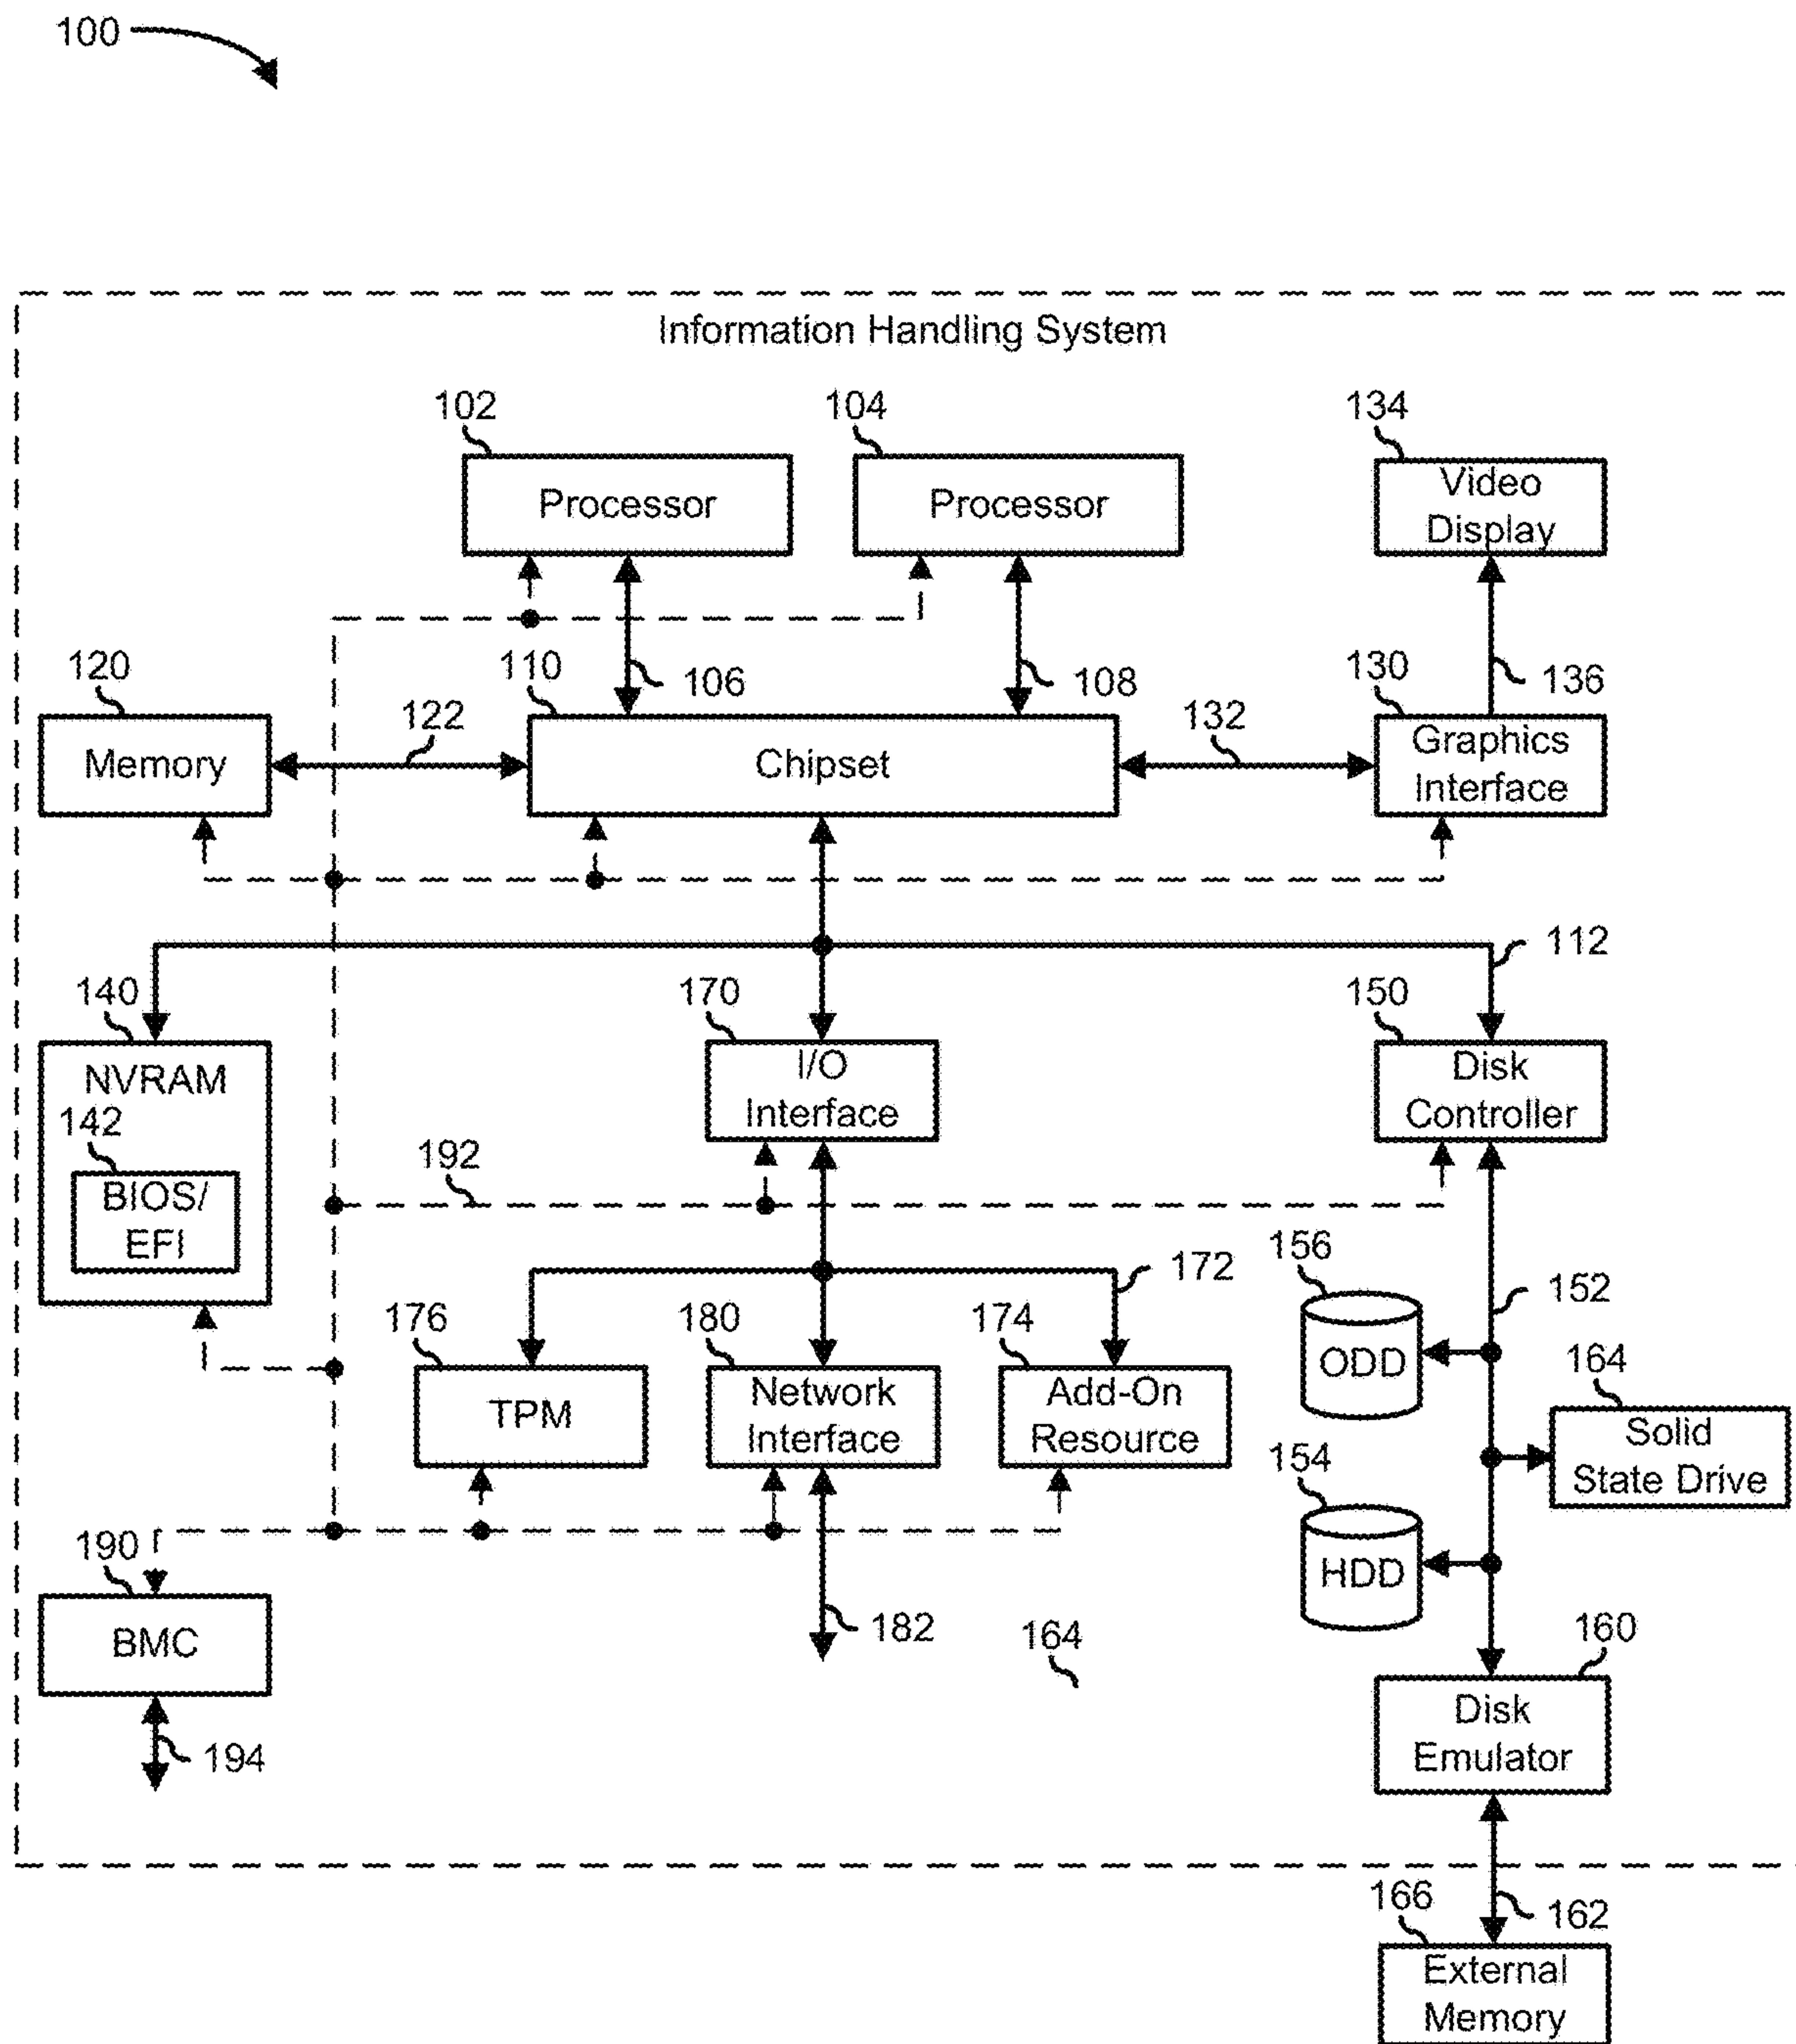 100
Information Handling System
102
104
134
Processor
Processor
Video
Display
120
110
106
108
130
136
122
132
Memory
Chipset
Graphics
Interface
112
140
170
150
NVRAM
I/O
Interface
Disk
Controller
142
BIOS/
EFI
192
156
172
152
176
180
174
ODD
164
TPM
Network
Interface
Add-On
Resource
Solid
State Drive
154
190
HDD
BMC
182
164
160
194
Disk
Emulator
166
162
External
Memory